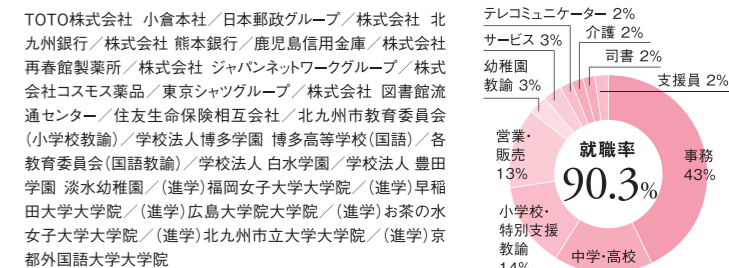 TOTO株式会社 小倉本社／日本郵政グループ／株式会社 北
九州銀行／株式会社 熊本銀行／鹿児島信用金庫／株式会社
再春館製薬所／株式会社 ジャパンネットワークグループ／株式
会社コスモス薬品／東京シャツグループ／株式会社 図書館流
通センター／住友生命保険相互会社／北九州市教育委員会
（小学校教諭）／学校法人博多学園 博多高等学校（国語）／各
教育委員会（国語教諭）／学校法人 白水学園／学校法人 豊田
学園 淡水幼稚園／（進学）福岡女子大学大学院／（進学）早稲
田大学大学院／（進学）広島大学院大学院／（進学）お茶の水
女子大学大学院／（進学）北九州市立大学大学院／（進学）京
都外国語大学大学院
テレコミュニケーター 2%
サービス 3%
介護 2%
幼稚園
教諭 3%
司書 2%
支援員 2%
営業・
販売
13%
就職率
90.3%
事務
43%
小学校・
特別支援
教諭
14%
中学・高校